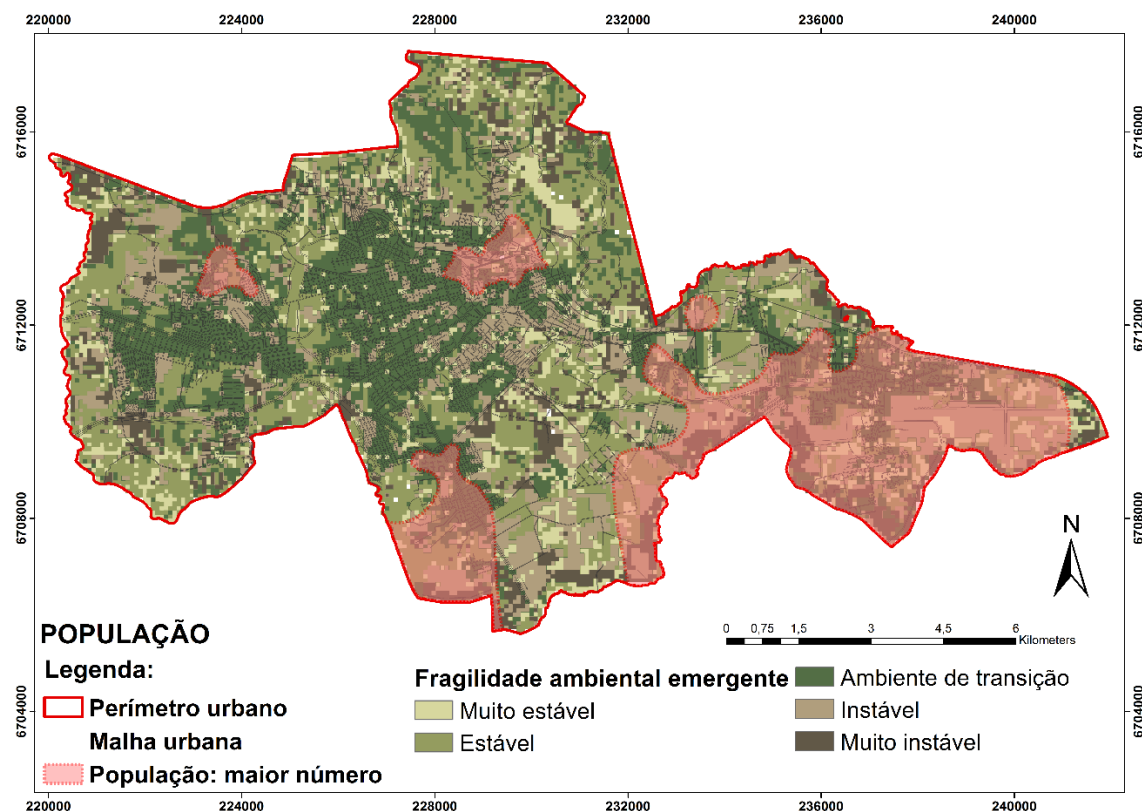 220000 224000 228000 232000 236000 240000
6716000 6716000
6712000 6712000
6708000 6708000
6704000 6704000
N
0 0,75 1,5 3 4,5 6
Kilometers
POPULAÇÃO
Legenda:
Perímetro urbano
Malha urbana
População: maior número
Fragilidade ambiental emergente
Muito estável
Estável
Ambiente de transição
Instável
Muito instável
220000 224000 228000 232000 236000 240000